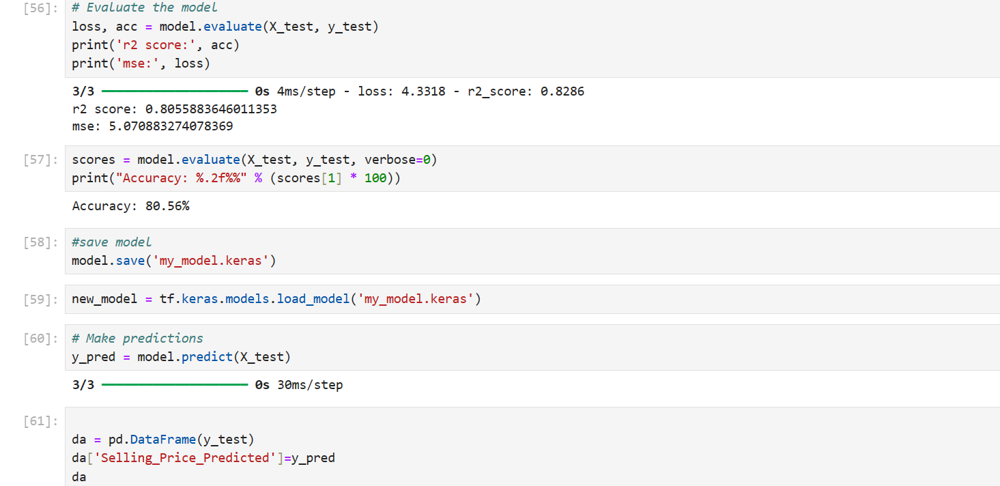 [56]: # Evaluate the model
loss, acc = model.evaluate(X_test, y_test)
print('r2 score:', acc)
print('mse:', loss)
3/3 ━━━━━━━━━━━━━━━━━━━━ 0s 4ms/step - loss: 4.3318 - r2_score: 0.8286
r2 score: 0.8055883646011353
mse: 5.070883274078369
[57]: scores = model.evaluate(X_test, y_test, verbose=0)
print("Accuracy: %.2f%%" % (scores[1] * 100))
Accuracy: 80.56%
[58]: #save model
model.save('my_model.keras')
[59]: new_model = tf.keras.models.load_model('my_model.keras')
[60]: # Make predictions
y_pred = model.predict(X_test)
3/3 ━━━━━━━━━━━━━━━━━━━━ 0s 30ms/step
[61]:
da = pd.DataFrame(y_test)
da['Selling_Price_Predicted']=y_pred
da